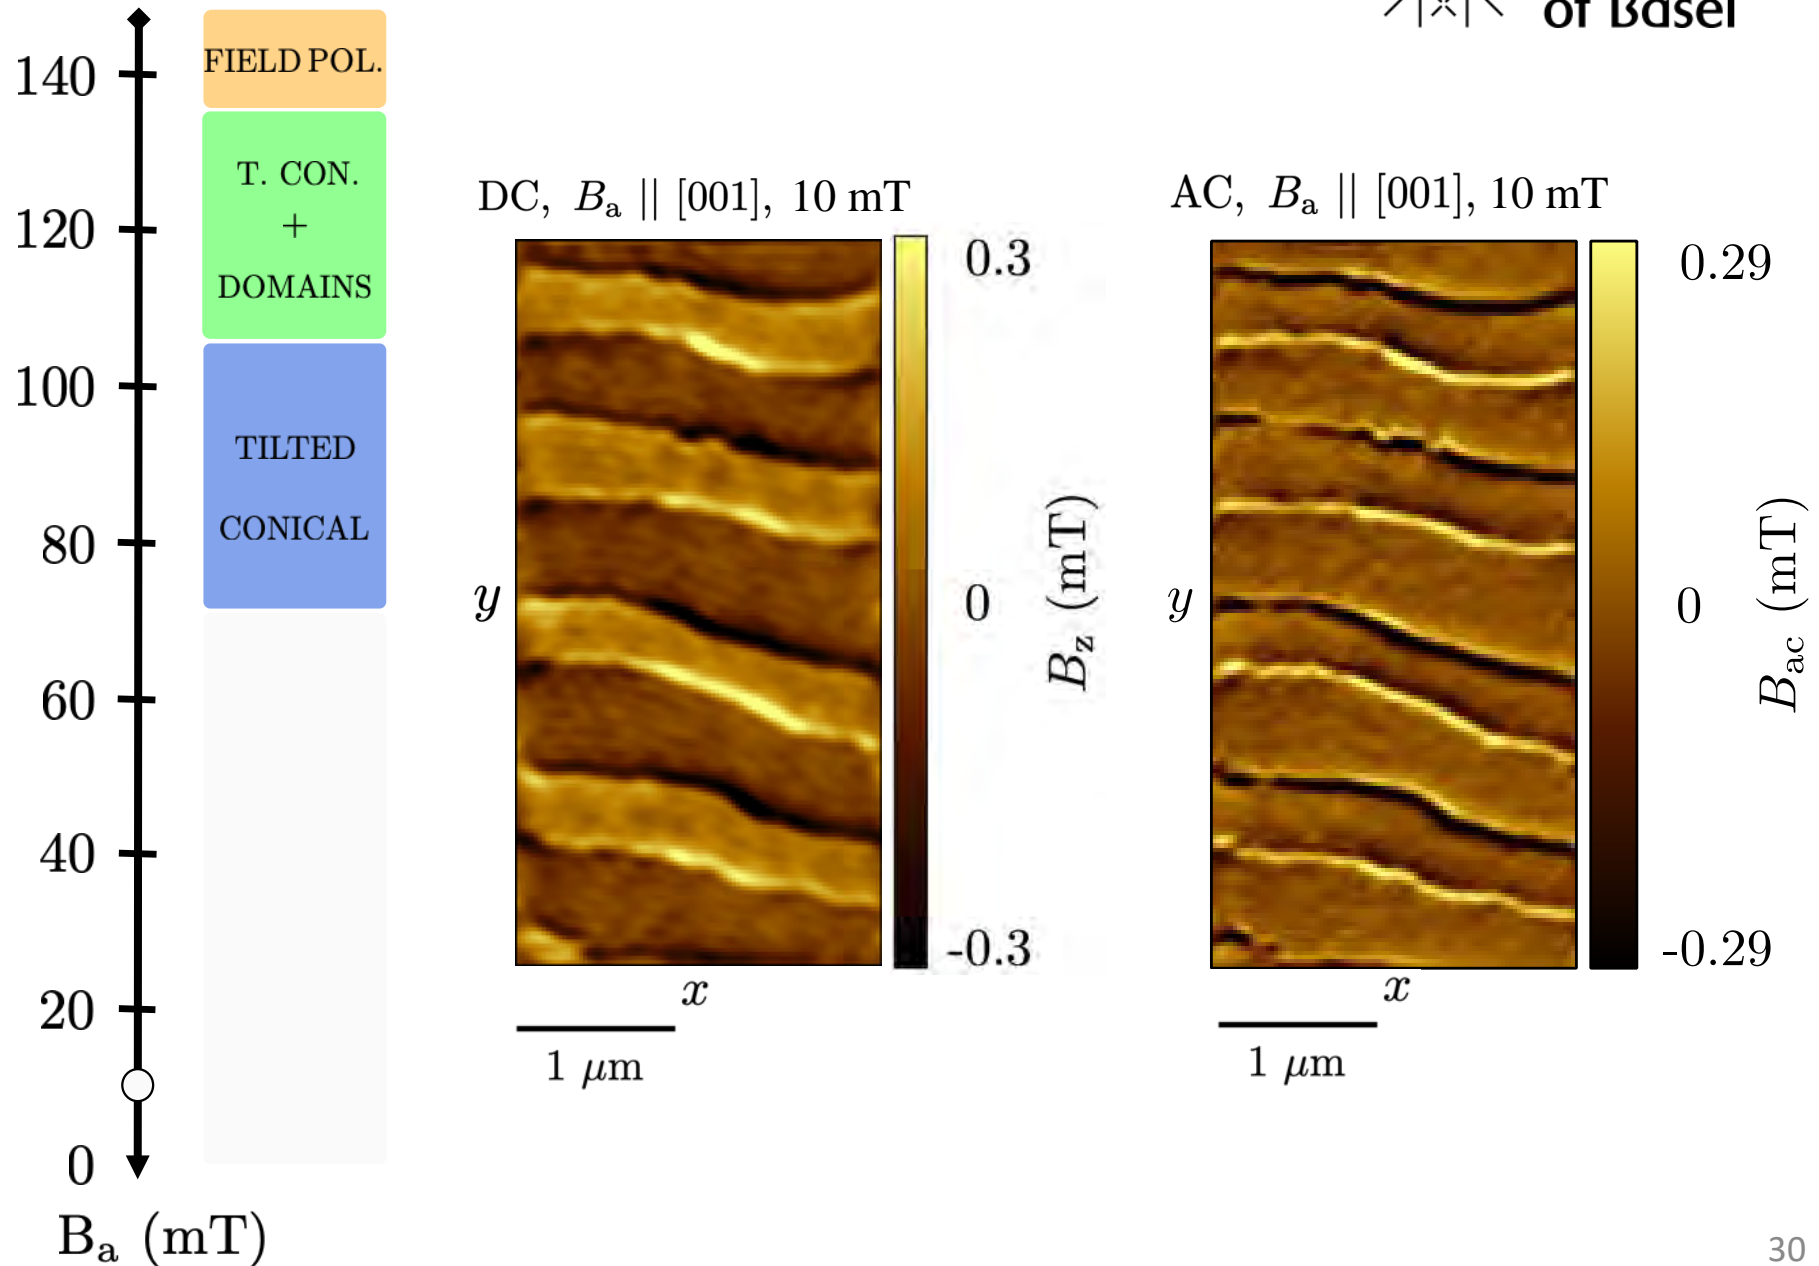 of Basel
140
120
100
80
60
40
20
0
Bₐ (mT)
FIELD POL.
T. CON.
+
DOMAINS
TILTED
CONICAL
DC, Bₐ || [001], 10 mT
y
x
1 μm
0.3
0
-0.3
B_z (mT)
AC, Bₐ || [001], 10 mT
y
x
1 μm
0.29
0
-0.29
B_ac (mT)
30